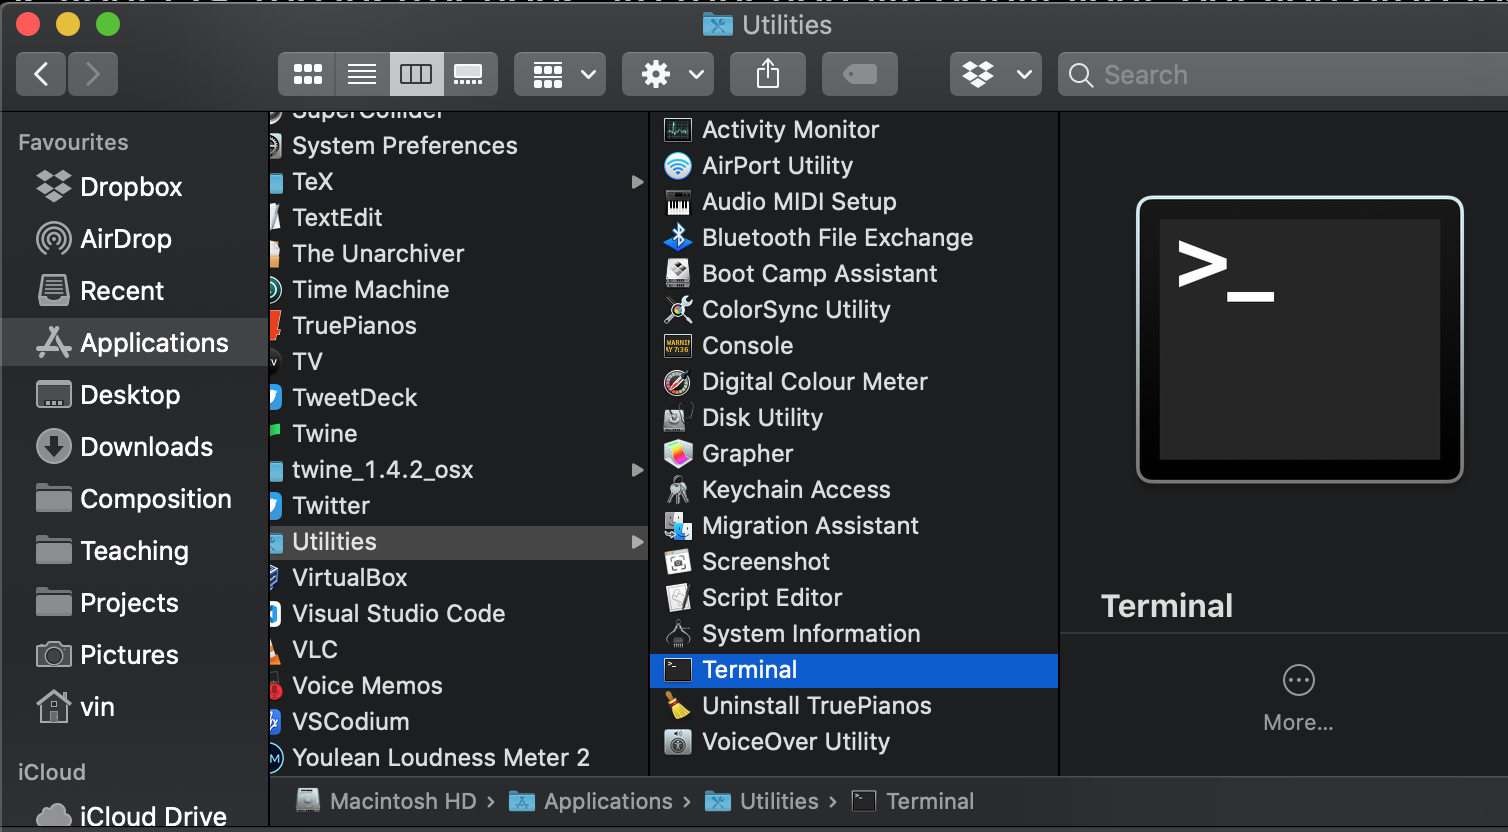 Utilities
Search
Favourites
Dropbox
AirDrop
Recent
Applications
Desktop
Downloads
Composition
Teaching
Projects
Pictures
vin
iCloud
iCloud Drive
SuperCollider
System Preferences
TeX
TextEdit
The Unarchiver
Time Machine
TruePianos
TV
TweetDeck
Twine
twine_1.4.2_osx
Twitter
Utilities
VirtualBox
Visual Studio Code
VLC
Voice Memos
VSCodium
Youlean Loudness Meter 2
Activity Monitor
AirPort Utility
Audio MIDI Setup
Bluetooth File Exchange
Boot Camp Assistant
ColorSync Utility
Console
Digital Colour Meter
Disk Utility
Grapher
Keychain Access
Migration Assistant
Screenshot
Script Editor
System Information
Terminal
Uninstall TruePianos
VoiceOver Utility
>_
Terminal
More...
Macintosh HD › Applications › Utilities › Terminal